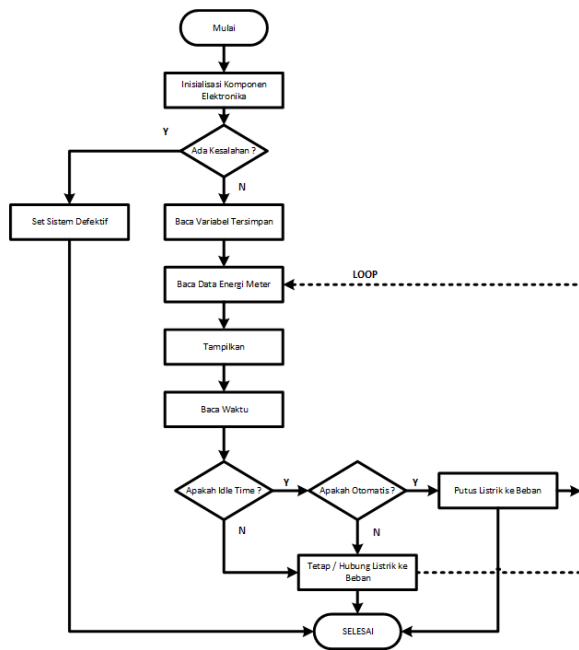 Mulai
Inisialisasi Komponen
Elektronika
Y
Ada Kesalahan ?
N
Set Sistem Defektif
Baca Variabel Tersimpan
LOOP
Baca Data Energi Meter
Tampilkan
Baca Waktu
Apakah Idle Time ?
Y
Apakah Otomatis ?
Y
Putus Listrik ke Beban
N
N
Tetap / Hubung Listrik ke
Beban
SELESAI